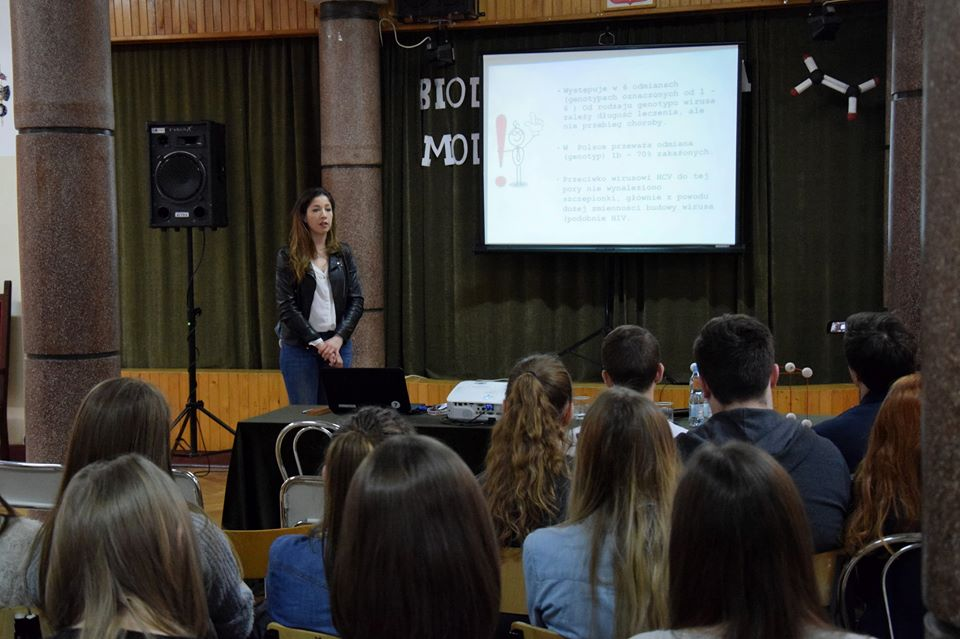 BIOL
MOL
A
·Występuje w 6 odmianach
(genotypach oznaczonych od 1 -
6 ) Od rodzaju genotypu wirusa
zależy długość leczenia, ale
nie przebieg choroby.
·W Polsce przeważa odmiana
(genotyp) 1b - 70% zakażonych.
·Przeciwko wirusowi HCV do tej
pory nie wynaleziono
szczepionki, głównie z powodu
dużej zmienności budowy wirusa
(podobnie HIV.